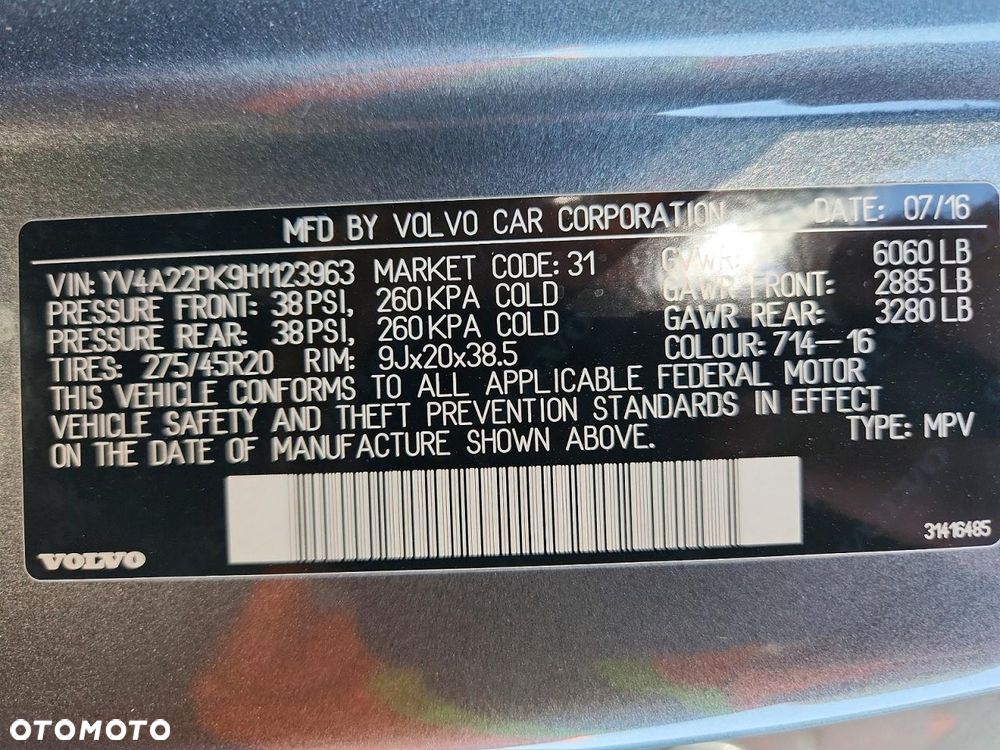 MFD BY VOLVO CAR CORPORATION DATE: 07/16
VIN: YV4A22PK9H1123963 MARKET CODE: 31 GVWR: 6060 LB
PRESSURE FRONT: 38 PSI, 260 KPA COLD GAWR FRONT: 2885 LB
PRESSURE REAR: 38 PSI, 260 KPA COLD GAWR REAR: 3280 LB
TIRES: 275/45R20 RIM: 9Jx20x38.5 COLOUR: 714-16
THIS VEHICLE CONFORMS TO ALL APPLICABLE FEDERAL MOTOR
VEHICLE SAFETY AND THEFT PREVENTION STANDARDS IN EFFECT
ON THE DATE OF MANUFACTURE SHOWN ABOVE. TYPE: MPV
31416485
VOLVO
OTOMOTO